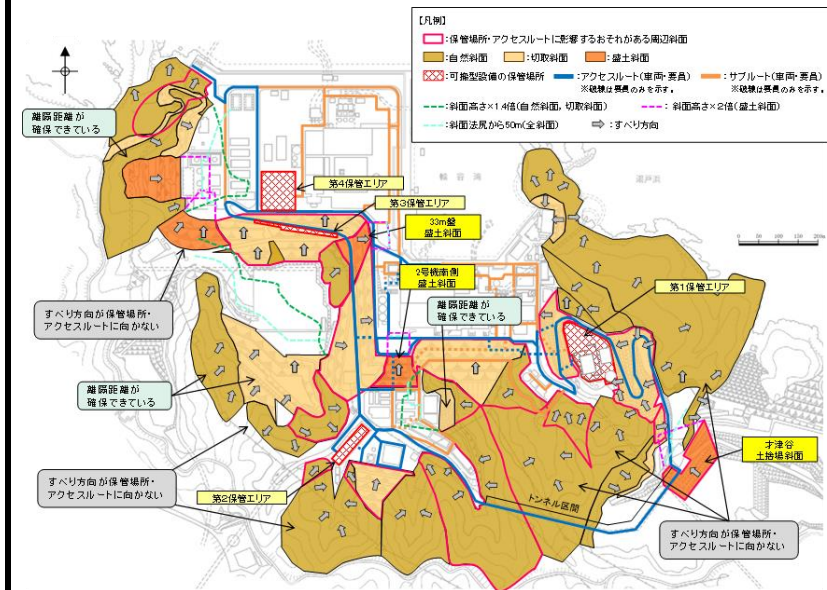 【凡例】
：保管場所・アクセスルートに影響するおそれがある周辺斜面
：自然斜面
：切取斜面
：盛土斜面
：可搬型設備の保管場所
：アクセスルート(車両・要員)
※破線は要員のみを示す。
：サブルート(車両・要員)
※破線は要員のみを示す。
：斜面高さ×1.4倍(自然斜面，切取斜面)
：斜面高さ×2倍(盛土斜面)
：斜面法尻から50m(全斜面)
：すべり方向
離隔距離が
確保できている
第4保管エリア
輪谷湾
第3保管エリア
33m盤
盛土斜面
2号機南側
盛土斜面
すべり方向が保管場所・
アクセスルートに向かない
離隔距離が
確保できている
第1保管エリア
離隔距離が
確保できている
才津谷
土捨場斜面
すべり方向が保管場所・
アクセスルートに向かない
第2保管エリア
トンネル区間
すべり方向が保管場所・
アクセスルートに向かない